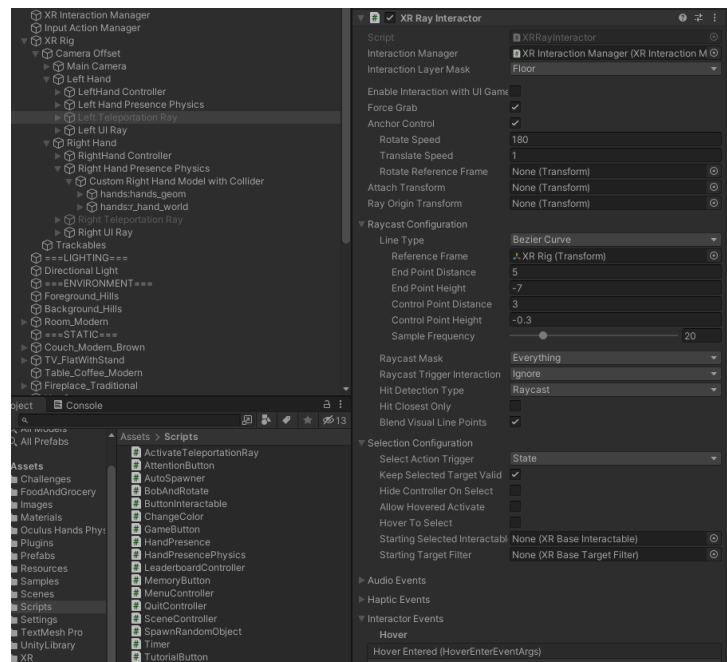 XR Interaction Manager
Input Action Manager
XR Rig
Camera Offset
Main Camera
Left Hand
LeftHand Controller
Left Hand Presence Physics
Left Teleportation Ray
Left UI Ray
Right Hand
RightHand Controller
Right Hand Presence Physics
Custom Right Hand Model with Collider
hands:hands_geom
hands:r_hand_world
Right Teleportation Ray
Right UI Ray
Trackables
===LIGHTING===
Directional Light
===ENVIRONMENT===
Foreground_Hills
Background_Hills
Room_Modern
===STATIC===
Couch_Modern_Brown
TV_FlatWithStand
Table_Coffee_Modern
Fireplace_Traditional
oject Console
13
All Models
All Prefabs
Assets
Challenges
FoodAndGrocery
Images
Materials
Oculus Hands Phys
Plugins
Prefabs
Resources
Samples
Scenes
Scripts
Settings
TextMesh Pro
UnityLibrary
XR
Assets > Scripts
ActivateTeleportationRay
AttentionButton
AutoSpawner
BobAndRotate
ButtonInteractable
ChangeColor
GameButton
HandPresence
HandPresencePhysics
LeaderboardController
MemoryButton
MenuController
QuitController
SceneController
SpawnRandomObject
Timer
TutorialButton
# XR Ray Interactor
Script XRRayInteractor
Interaction Manager XR Interaction Manager (XR Interaction M
Interaction Layer Mask Floor
Enable Interaction with UI Game
Force Grab
Anchor Control
Rotate Speed 180
Translate Speed 1
Rotate Reference Frame None (Transform)
Attach Transform None (Transform)
Ray Origin Transform None (Transform)
Raycast Configuration
Line Type Bezier Curve
Reference Frame XR Rig (Transform)
End Point Distance 5
End Point Height -7
Control Point Distance 3
Control Point Height -0.3
Sample Frequency 20
Raycast Mask Everything
Raycast Trigger Interaction Ignore
Hit Detection Type Raycast
Hit Closest Only
Blend Visual Line Points
Selection Configuration
Select Action Trigger State
Keep Selected Target Valid
Hide Controller On Select
Allow Hovered Activate
Hover To Select
Starting Selected Interactabl None (XR Base Interactable)
Starting Target Filter None (XR Base Target Filter)
Audio Events
Haptic Events
Interactor Events
Hover
Hover Entered (HoverEnterEventArgs)